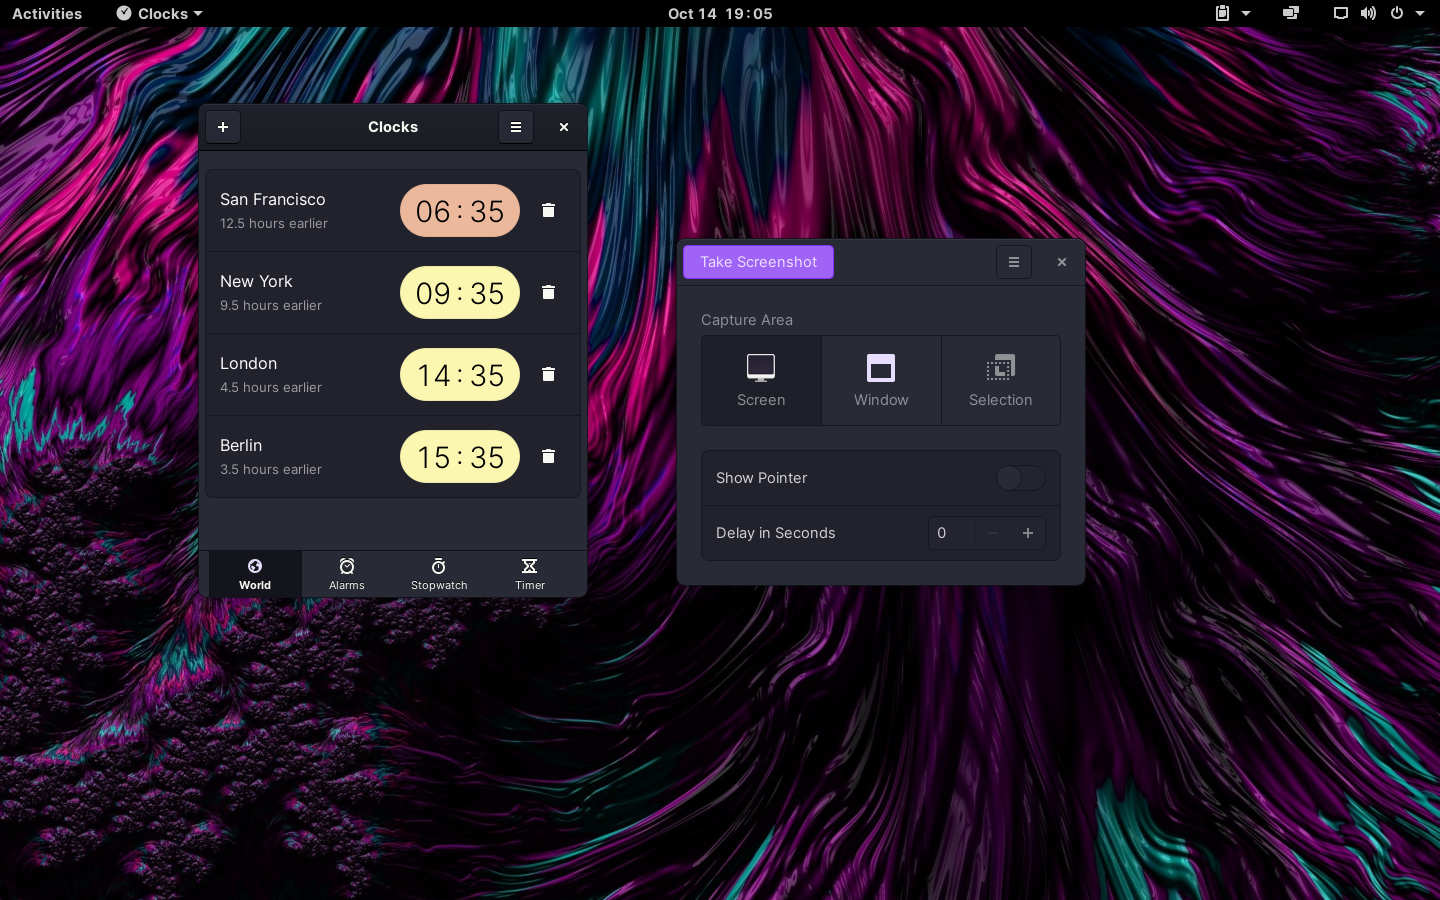 Activities
Clocks
Oct 14 19:05
Clocks
San Francisco
12.5 hours earlier
06:35
New York
9.5 hours earlier
09:35
London
4.5 hours earlier
14:35
Berlin
3.5 hours earlier
15:35
World
Alarms
Stopwatch
Timer
Take Screenshot
Capture Area
Screen
Window
Selection
Show Pointer
Delay in Seconds
0